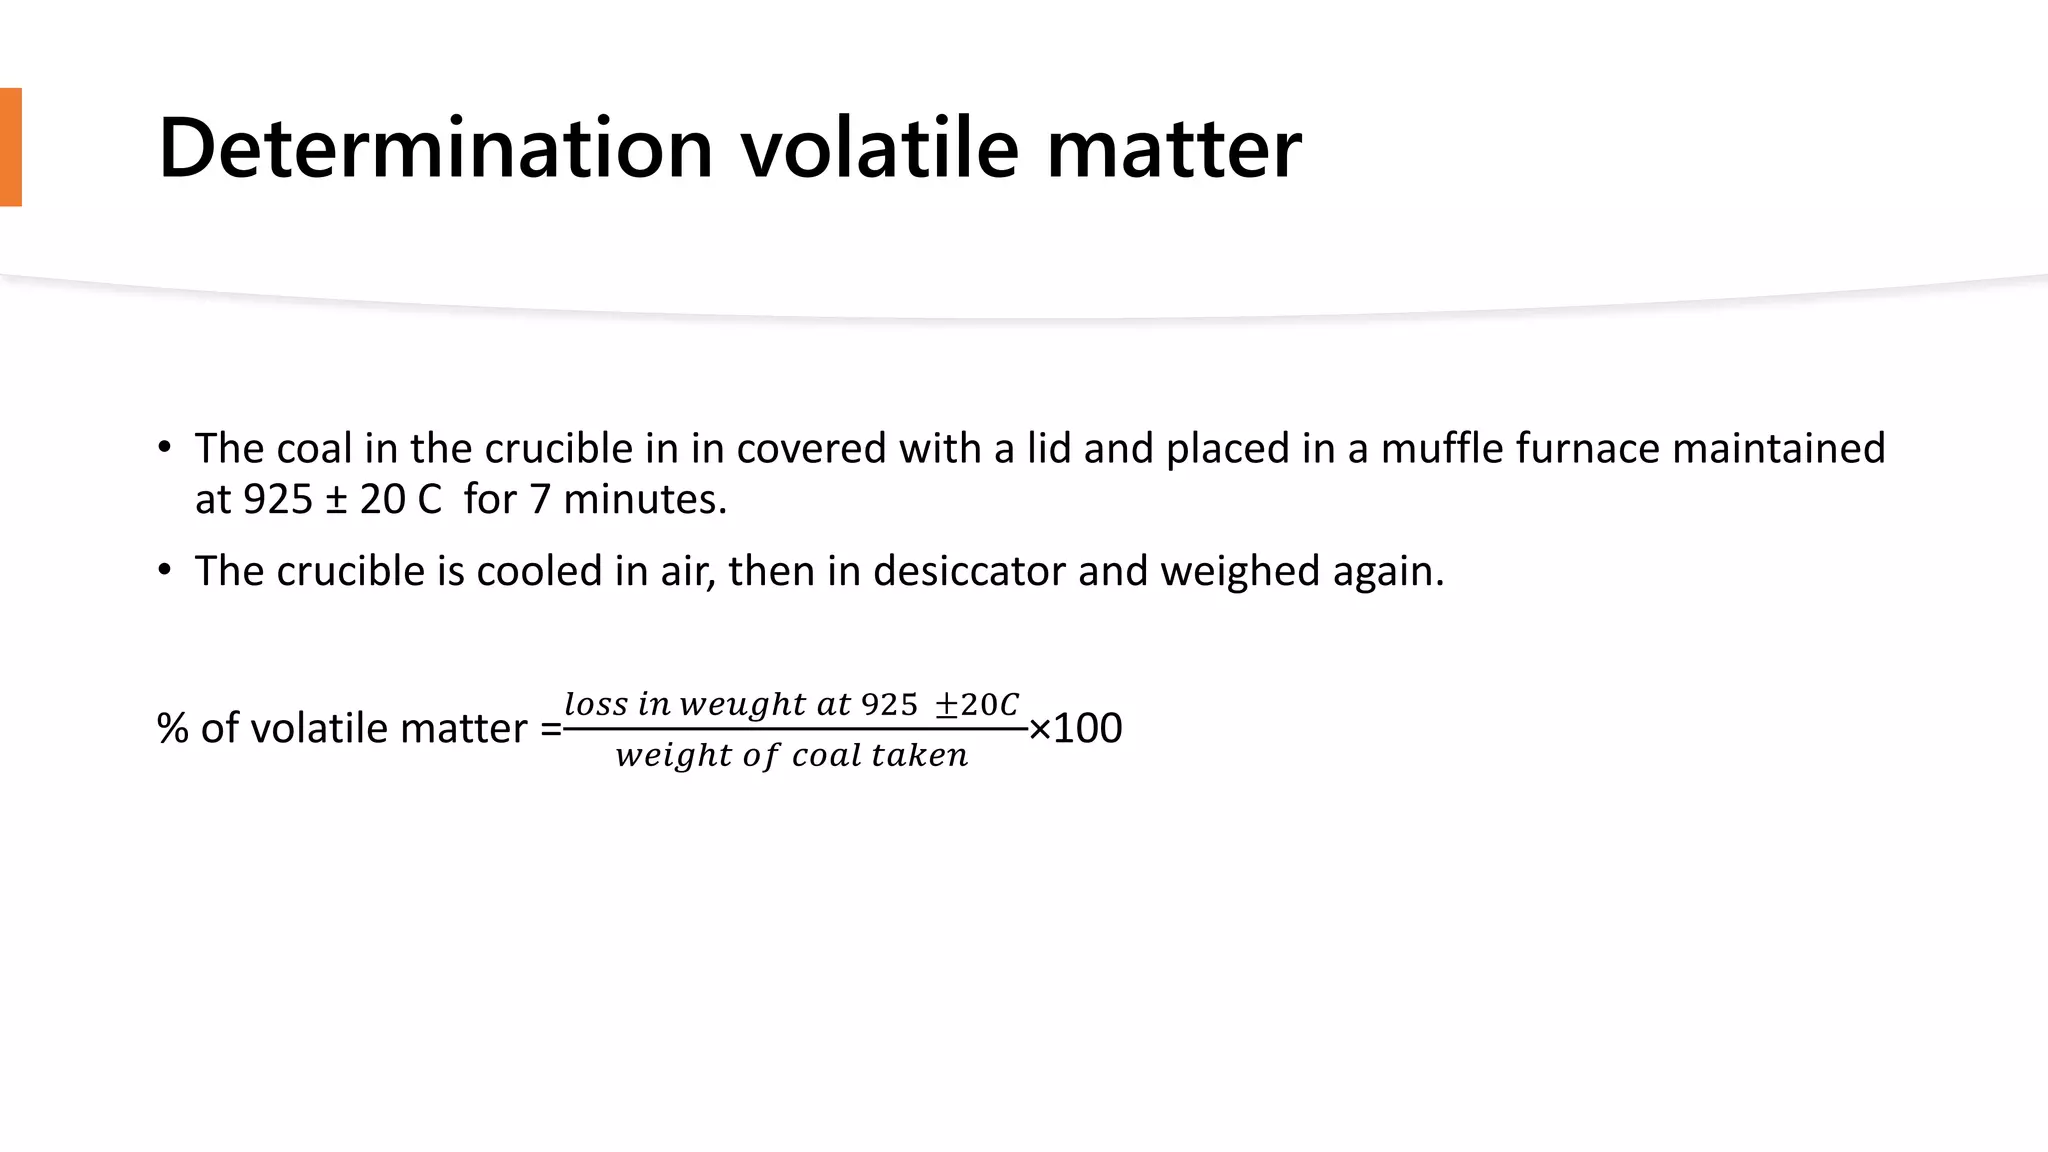 Determination volatile matter
• The coal in the crucible in in covered with a lid and placed in a muffle furnace maintained
at 925 ± 20 C  for 7 minutes.
• The crucible is cooled in air, then in desiccator and weighed again.
loss in weught at 925 ±20C
% of volatile matter = ×100
weight of coal taken